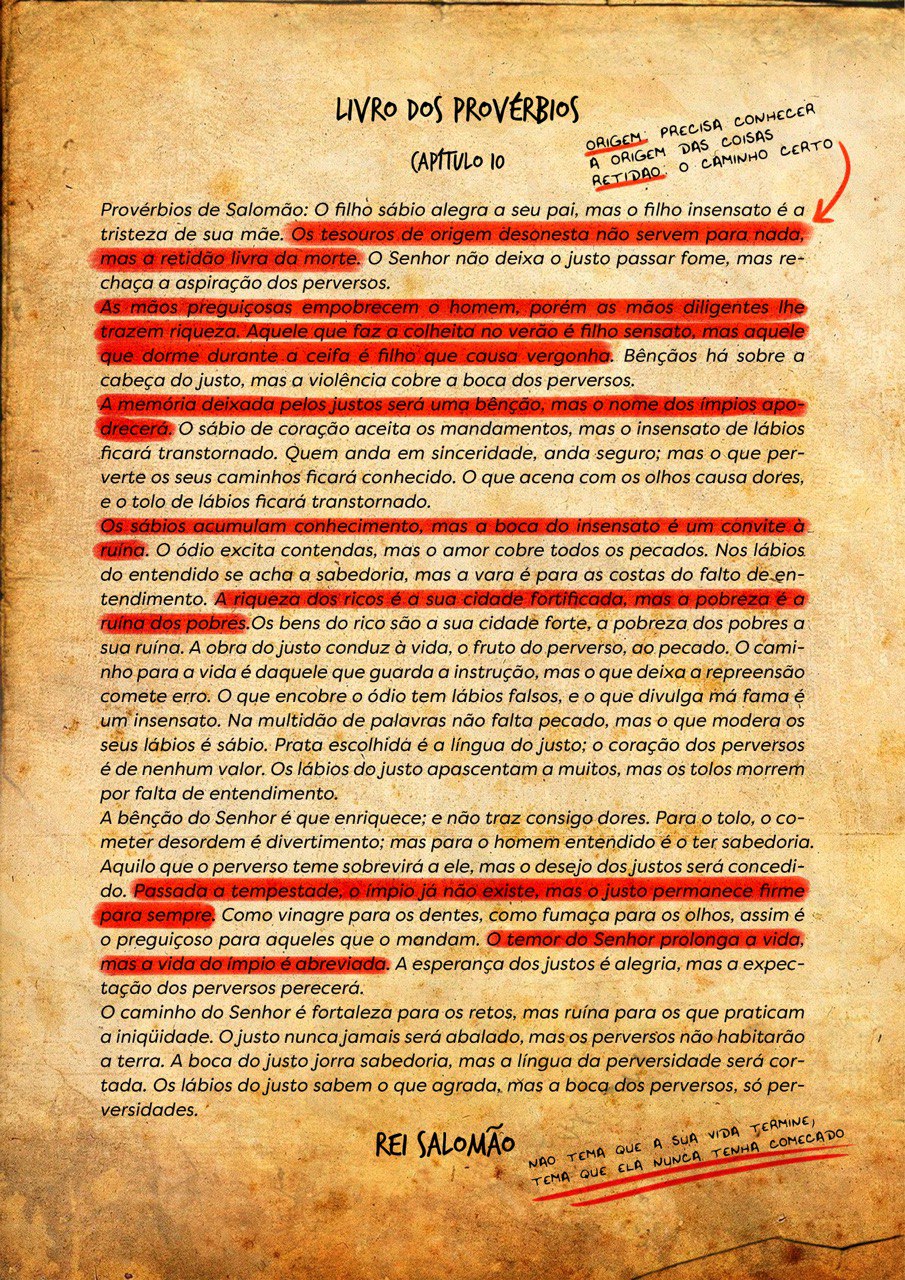 LIVRO DOS PROVÉRBIOS
CAPÍTULO 10
ORIGEM: PRECISA CONHECER
A ORIGEM DAS COISAS
RETIDÃO: O CAMINHO CERTO
Provérbios de Salomão: O filho sábio alegra a seu pai, mas o filho insensato é a
tristeza de sua mãe. Os tesouros de origem desonesta não servem para nada,
mas a retidão livra da morte. O Senhor não deixa o justo passar fome, mas re-
chaça a aspiração dos perversos.
As mãos preguiçosas empobrecem o homem, porém as mãos diligentes lhe
trazem riqueza. Aquele que faz a colheita no verão é filho sensato, mas aquele
que dorme durante a ceifa é filho que causa vergonha. Bênçãos há sobre a
cabeça do justo, mas a violência cobre a boca dos perversos.
A memória deixada pelos justos será uma bênção, mas o nome dos ímpios apo-
drecerá. O sábio de coração aceita os mandamentos, mas o insensato de lábios
ficará transtornado. Quem anda em sinceridade, anda seguro; mas o que per-
verte os seus caminhos ficará conhecido. O que acena com os olhos causa dores,
e o tolo de lábios ficará transtornado.
Os sábios acumulam conhecimento, mas a boca do insensato é um convite à
ruína. O ódio excita contendas, mas o amor cobre todos os pecados. Nos lábios
do entendido se acha a sabedoria, mas a vara é para as costas do falto de en-
tendimento. A riqueza dos ricos é a sua cidade fortificada, mas a pobreza é a
ruína dos pobres.Os bens do rico são a sua cidade forte, a pobreza dos pobres a
sua ruína. A obra do justo conduz à vida, o fruto do perverso, ao pecado. O cami-
nho para a vida é daquele que guarda a instrução, mas o que deixa a repreensão
comete erro. O que encobre o ódio tem lábios falsos, e o que divulga má fama é
um insensato. Na multidão de palavras não falta pecado, mas o que modera os
seus lábios é sábio. Prata escolhida é a língua do justo; o coração dos perversos
é de nenhum valor. Os lábios do justo apascentam a muitos, mas os tolos morrem
por falta de entendimento.
A bênção do Senhor é que enriquece; e não traz consigo dores. Para o tolo, o co-
meter desordem é divertimento; mas para o homem entendido é o ter sabedoria.
Aquilo que o perverso teme sobrevirá a ele, mas o desejo dos justos será concedi-
do. Passada a tempestade, o ímpio já não existe, mas o justo permanece firme
para sempre. Como vinagre para os dentes, como fumaça para os olhos, assim é
o preguiçoso para aqueles que o mandam. O temor do Senhor prolonga a vida,
mas a vida do ímpio é abreviada. A esperança dos justos é alegria, mas a expec-
tação dos perversos perecerá.
O caminho do Senhor é fortaleza para os retos, mas ruína para os que praticam
a iniqüidade. O justo nunca jamais será abalado, mas os perversos não habitarão
a terra. A boca do justo jorra sabedoria, mas a língua da perversidade será cor-
tada. Os lábios do justo sabem o que agrada, mas a boca dos perversos, só per-
versidades.
REI SALOMÃO
NÃO TEMA QUE A SUA VIDA TERMINE,
TEMA QUE ELA NUNCA TENHA COMEÇADO